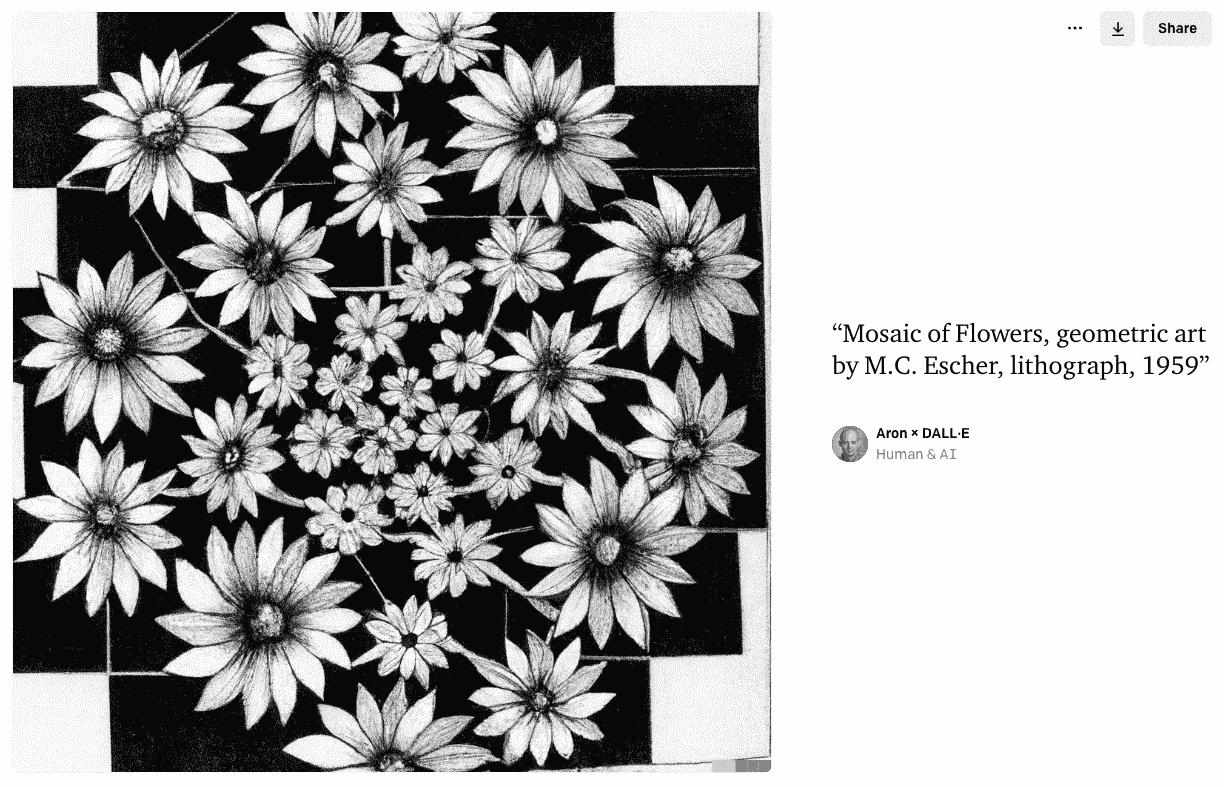 Share
“Mosaic of Flowers, geometric art
by M.C. Escher, lithograph, 1959”
Aron × DALL·E
Human & AI